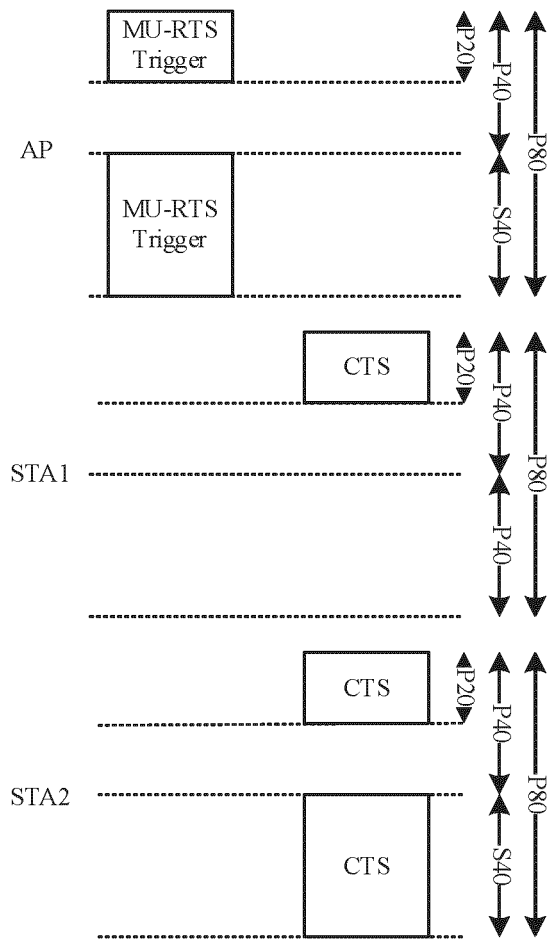 MU-RTS
Trigger
P20
P40
P80
AP
MU-RTS
Trigger
S40
CTS
P20
P40
P80
STA1
P40
CTS
P20
P40
P80
STA2
CTS
S40